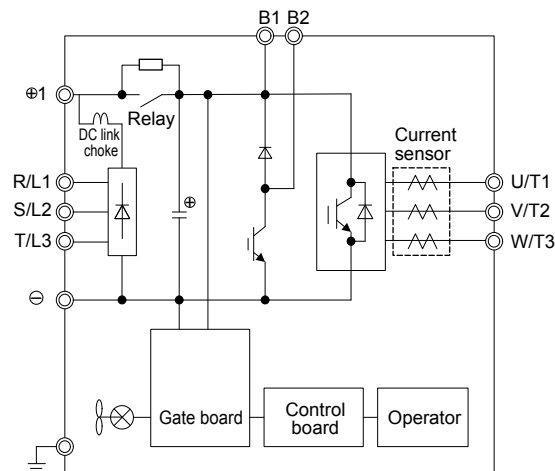 B1 B2
⊕1
Relay
DC link
choke
Current
sensor
R/L1
S/L2
T/L3
⊕
U/T1
V/T2
W/T3
⊖
Gate board
Control
board
Operator